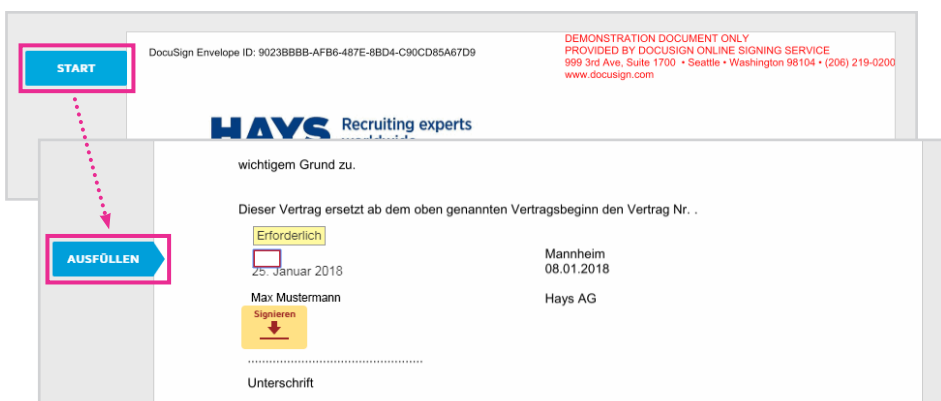 START
DocuSign Envelope ID: 9023BBBB-AFB6-487E-8BD4-C90CD85A67D9
DEMONSTRATION DOCUMENT ONLY
PROVIDED BY DOCUSIGN ONLINE SIGNING SERVICE
999 3rd Ave, Suite 1700 • Seattle • Washington 98104 • (206) 219-0200
www.docusign.com
HAYS Recruiting experts
worldwide
wichtigem Grund zu.
Dieser Vertrag ersetzt ab dem oben genannten Vertragsbeginn den Vertrag Nr. .
Erforderlich
AUSFÜLLEN
25. Januar 2018
Mannheim
08.01.2018
Max Mustermann
Hays AG
Signieren
................................................
Unterschrift